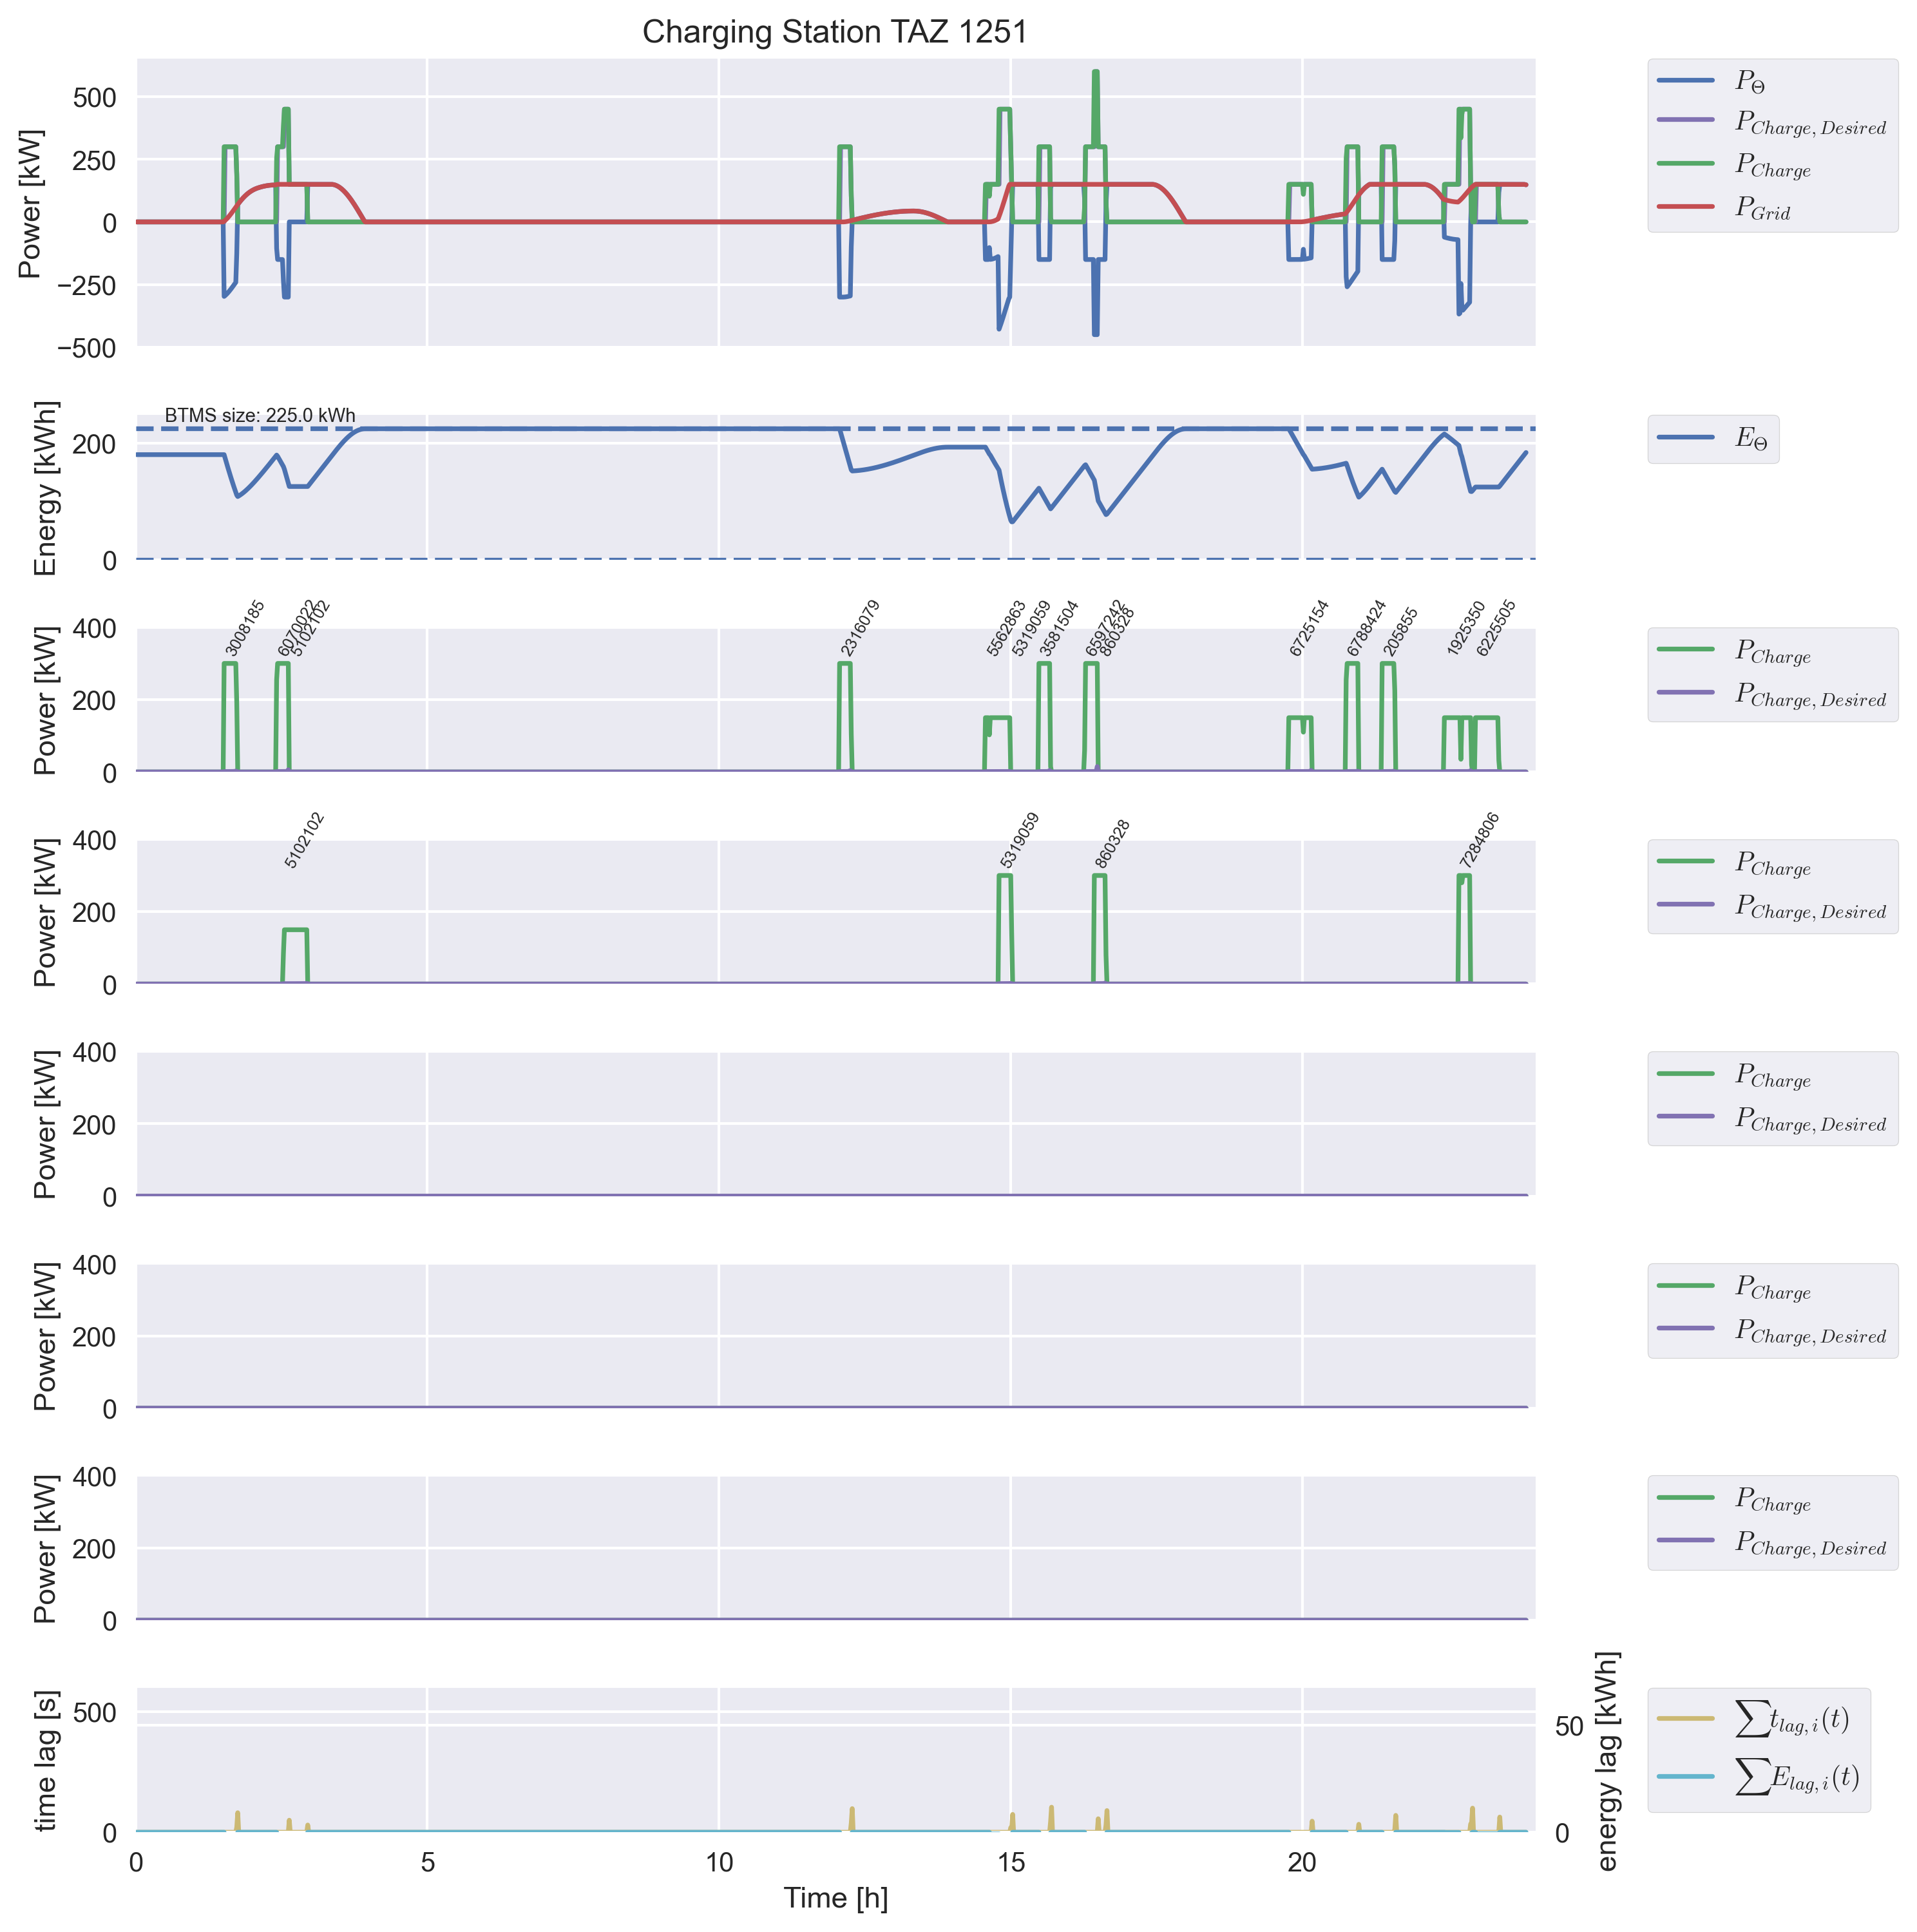 Charging Station TAZ 1251
Power [kW]
500
250
0
−250
−500
P_Θ
P_Charge, Desired
P_Charge
P_Grid
Energy [kWh]
200
0
BTMS size: 225.0 kWh
E_Θ
Power [kW]
400
200
0
3008185
6070022
5102102
2316079
5562863
5319059
3581504
6597242
860328
6725154
6788424
205855
1925350
6225505
P_Charge
P_Charge, Desired
Power [kW]
400
200
0
5102102
5319059
860328
7284806
P_Charge
P_Charge, Desired
Power [kW]
400
200
0
P_Charge
P_Charge, Desired
Power [kW]
400
200
0
P_Charge
P_Charge, Desired
Power [kW]
400
200
0
P_Charge
P_Charge, Desired
time lag [s]
500
0
50
0
energy lag [kWh]
∑t_lag, i(t)
∑E_lag, i(t)
0 5 10 15 20
Time [h]